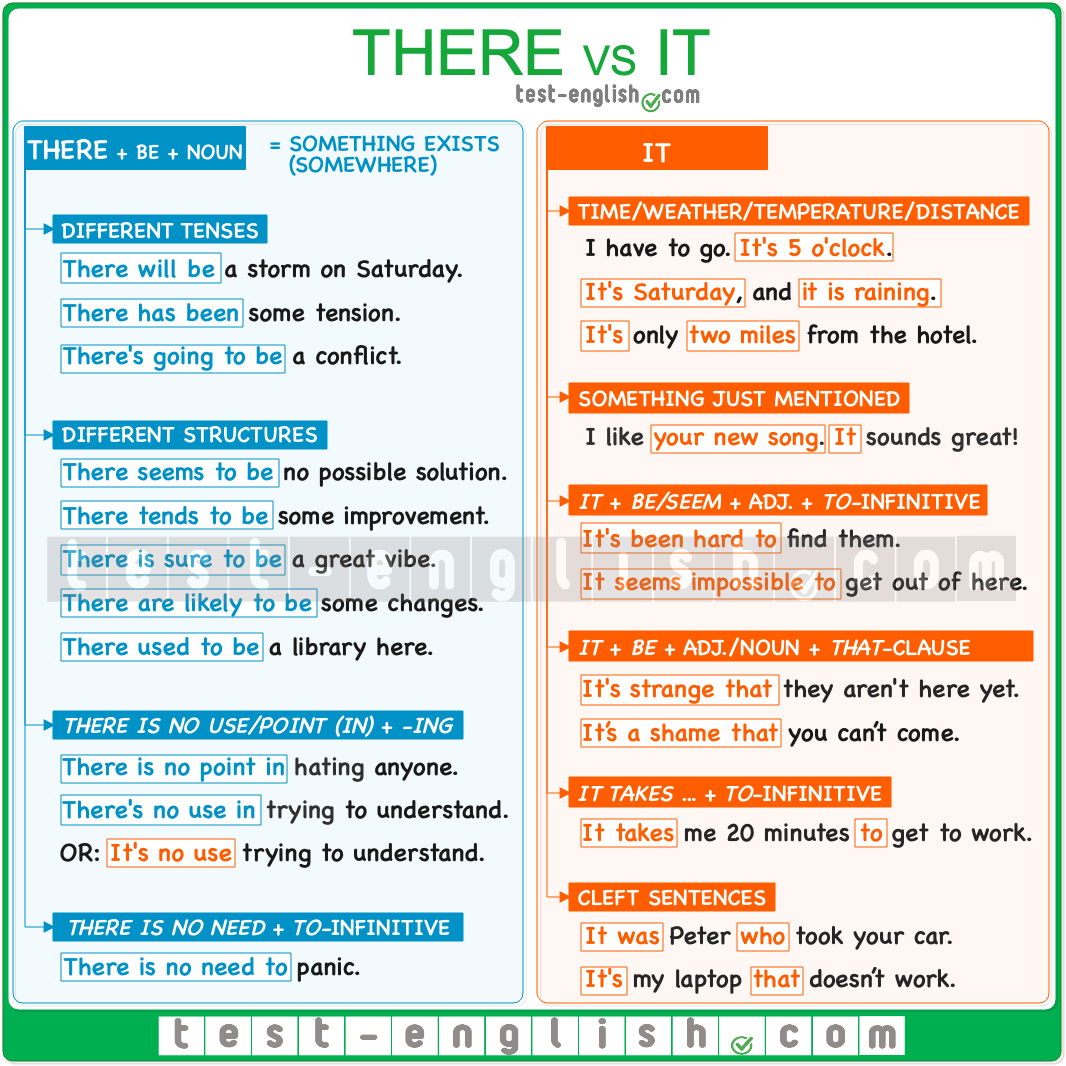 THERE VS IT
test-english.com
THERE + BE + NOUN
= SOMETHING EXISTS
(SOMEWHERE)
DIFFERENT TENSES
There will be a storm on Saturday.
There has been some tension.
There's going to be a conflict.
DIFFERENT STRUCTURES
There seems to be no possible solution.
There tends to be some improvement.
There is sure to be a great vibe.
There are likely to be some changes.
There used to be a library here.
THERE IS NO USE/POINT (IN) + -ING
There is no point in hating anyone.
There's no use in trying to understand.
OR: It's no use trying to understand.
THERE IS NO NEED + TO-INFINITIVE
There is no need to panic.
IT
TIME/WEATHER/TEMPERATURE/DISTANCE
I have to go. It's 5 o'clock.
It's Saturday, and it is raining.
It's only two miles from the hotel.
SOMETHING JUST MENTIONED
I like your new song. It sounds great!
IT + BE/SEEM + ADJ. + TO-INFINITIVE
It's been hard to find them.
It seems impossible to get out of here.
IT + BE + ADJ./NOUN + THAT-CLAUSE
It's strange that they aren't here yet.
It's a shame that you can't come.
IT TAKES ... + TO-INFINITIVE
It takes me 20 minutes to get to work.
CLEFT SENTENCES
It was Peter who took your car.
It's my laptop that doesn't work.
test-english.com
test-english.com